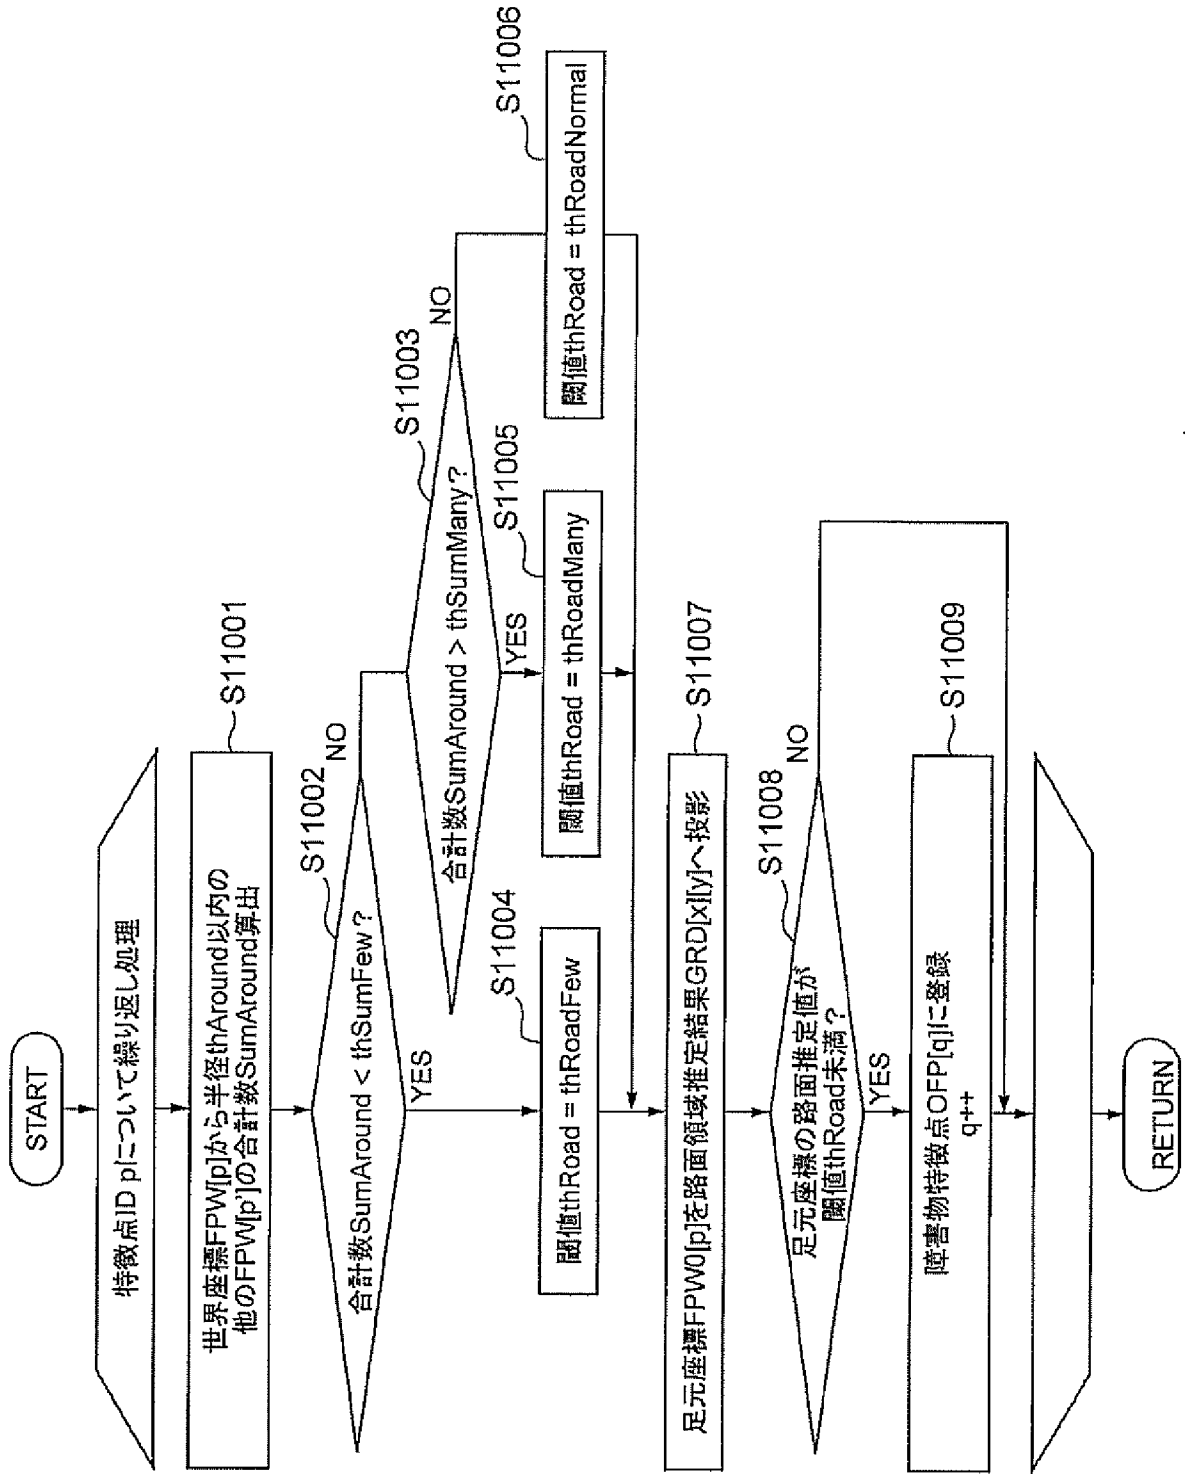 START
特徴点ID pについて繰り返し処理
S11001
世界座標FPW[p]から半径thAround以内の
他のFPW[p']の合計数SumAround算出
S11002
合計数SumAround < thSumFew？
NO
YES
S11003
合計数SumAround > thSumMany？
NO
YES
S11004
閾値thRoad = thRoadFew
S11005
閾値thRoad = thRoadMany
S11006
閾値thRoad = thRoadNormal
S11007
足元座標FPW0[p]を路面領域推定結果GRD[x][y]へ投影
S11008
足元座標の路面推定値が
閾値thRoad未満？
NO
YES
S11009
障害物特徴点OFP[q]に登録
q++
RETURN